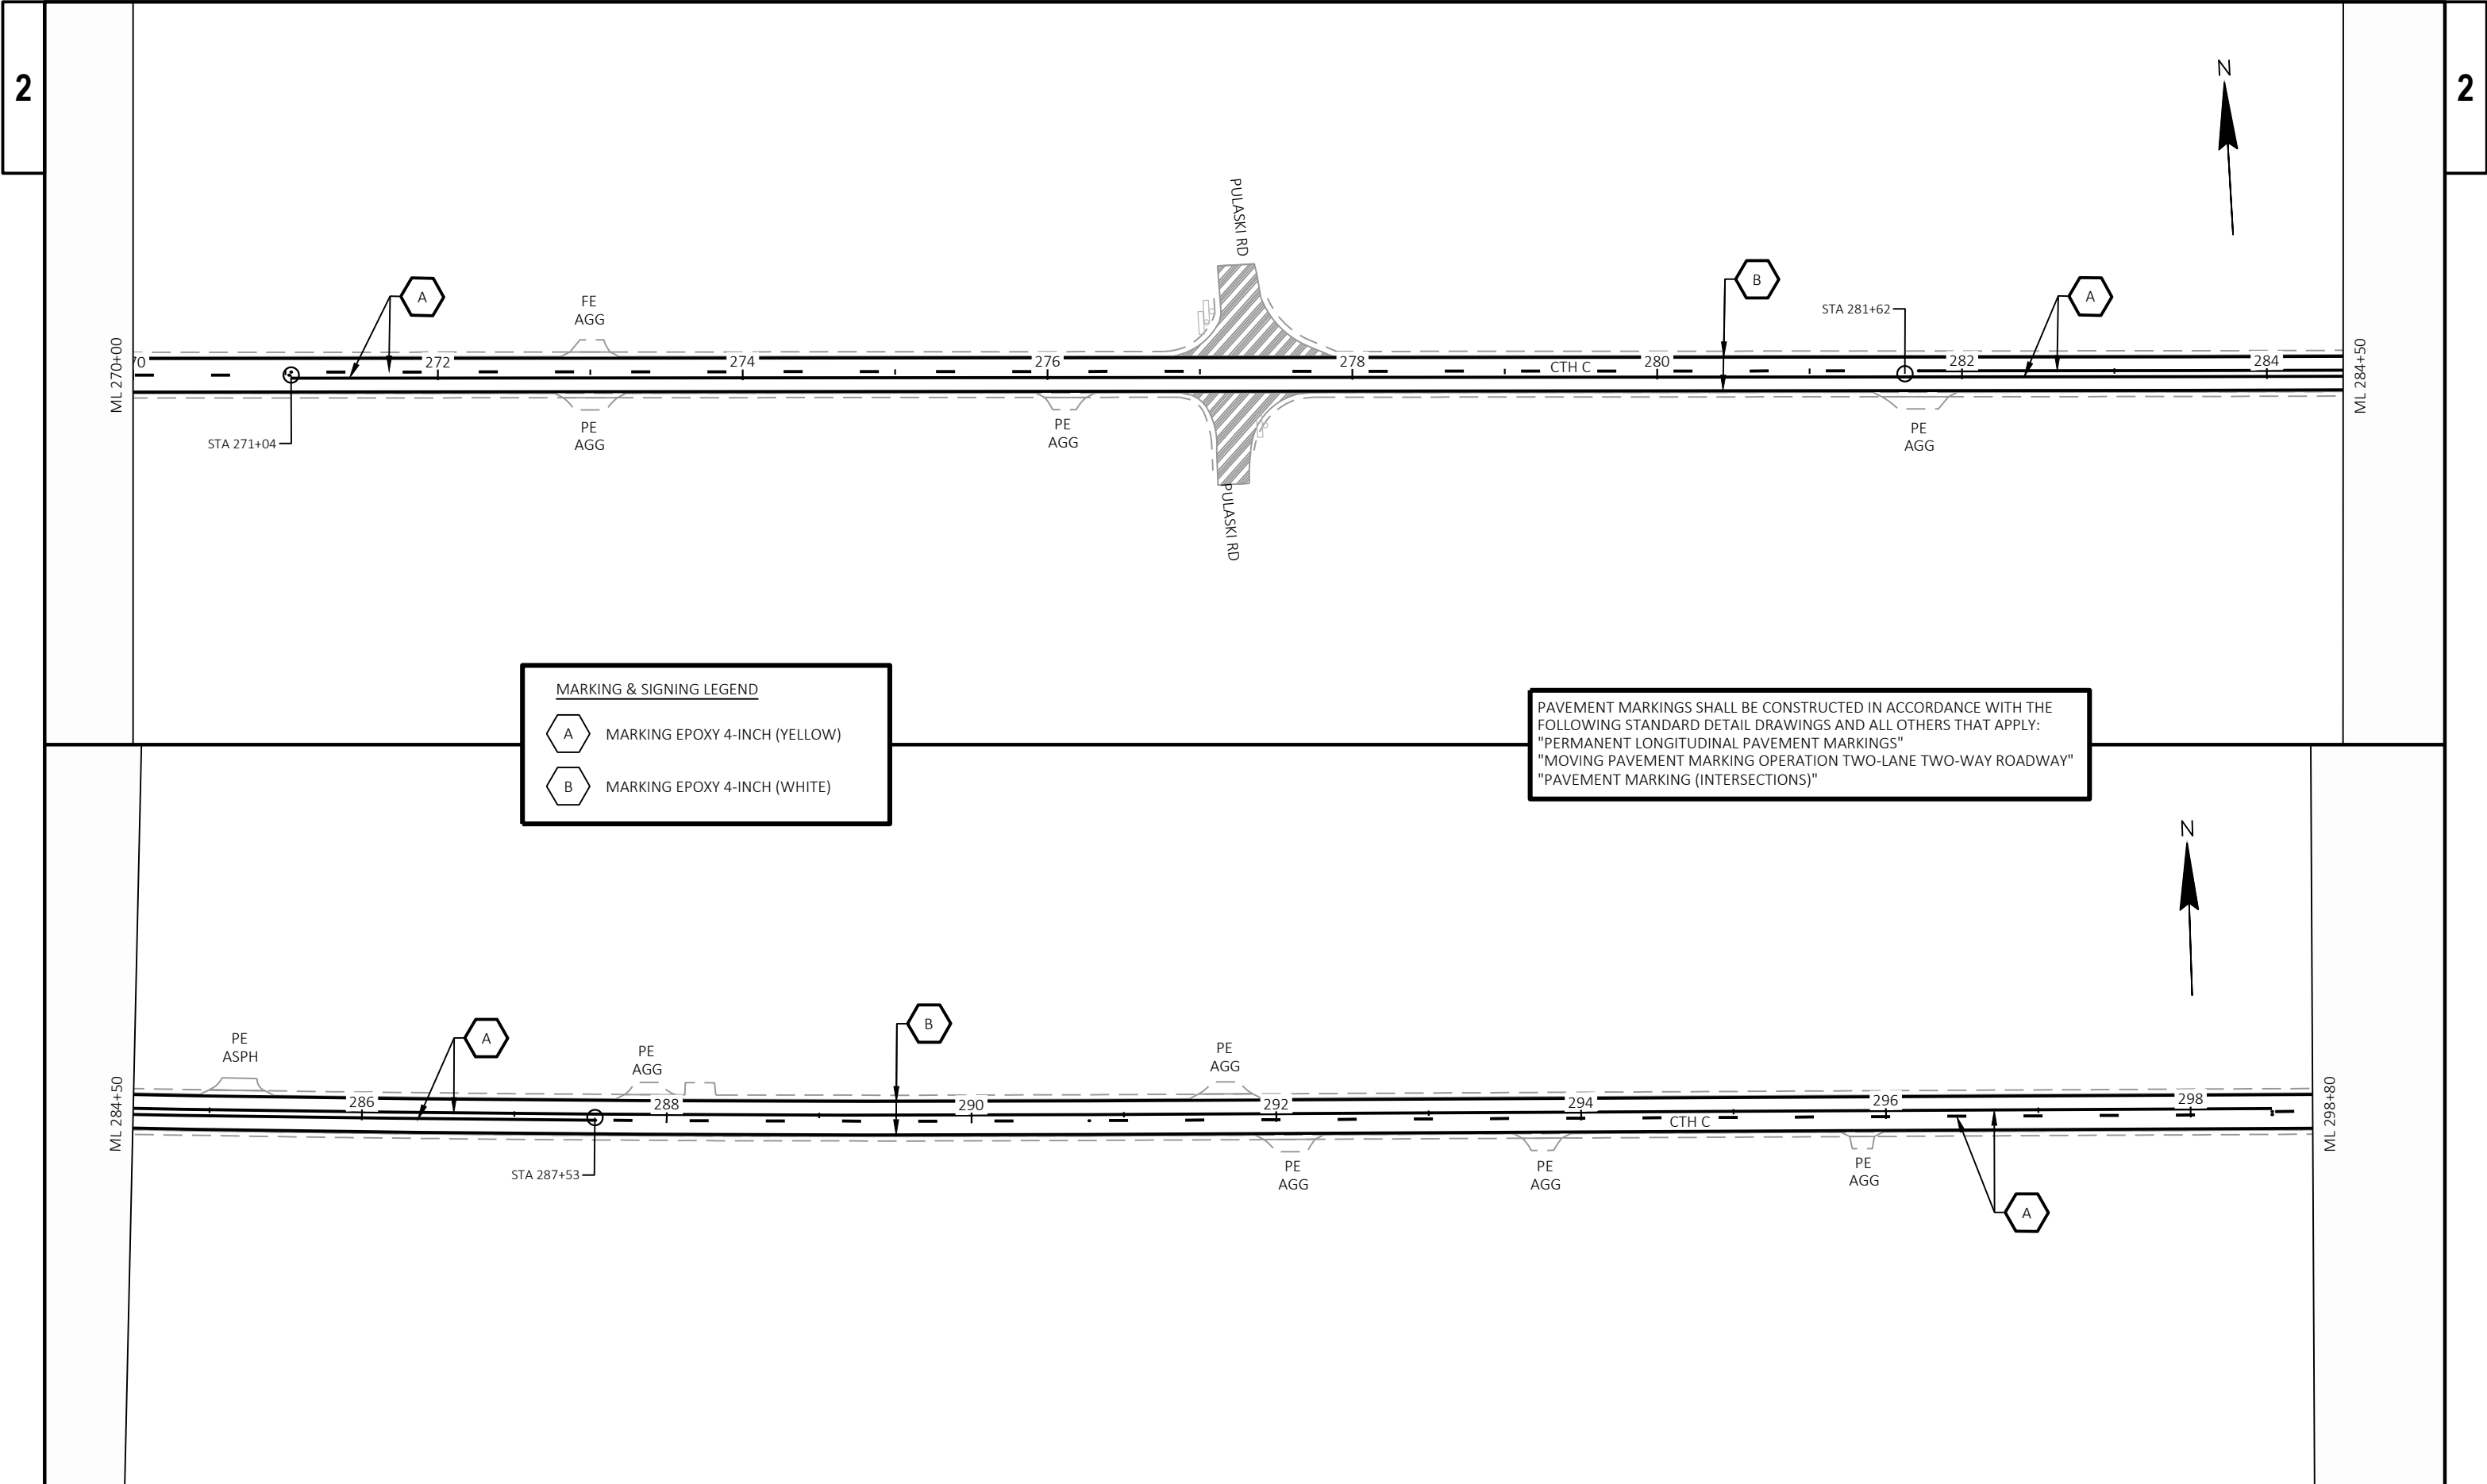 2
2
N
PULASKI RD
A
FE
AGG
B
STA 281+62
A
ML 270+00
70
272
274
276
278
CTH C
280
282
284
ML 284+50
STA 271+04
PE
AGG
PE
AGG
PE
AGG
PULASKI RD
MARKING & SIGNING LEGEND
A MARKING EPOXY 4-INCH (YELLOW)
B MARKING EPOXY 4-INCH (WHITE)
PAVEMENT MARKINGS SHALL BE CONSTRUCTED IN ACCORDANCE WITH THE
FOLLOWING STANDARD DETAIL DRAWINGS AND ALL OTHERS THAT APPLY:
"PERMANENT LONGITUDINAL PAVEMENT MARKINGS"
"MOVING PAVEMENT MARKING OPERATION TWO-LANE TWO-WAY ROADWAY"
"PAVEMENT MARKING (INTERSECTIONS)"
N
PE
ASPH
A
PE
AGG
B
PE
AGG
ML 284+50
286
288
290
292
294
CTH C
296
298
ML 298+80
STA 287+53
PE
AGG
PE
AGG
PE
AGG
A